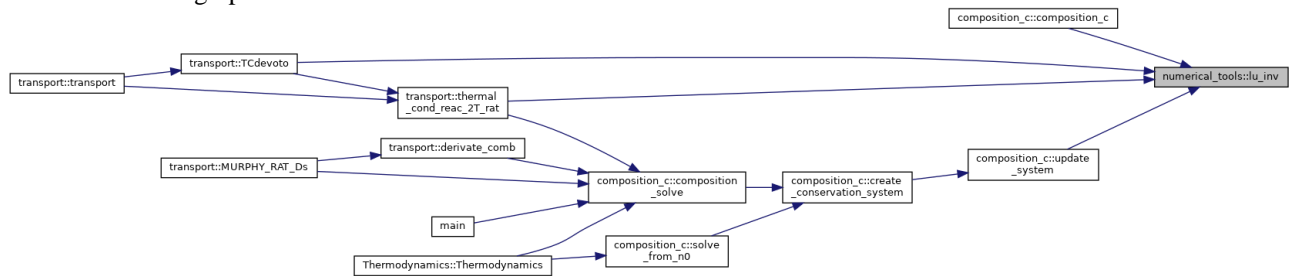 composition_c::composition_c
transport::TCdevoto
numerical_tools::lu_inv
transport::transport
transport::thermal
_cond_reac_2T_rat
transport::derivate_comb
composition_c::update
_system
transport::MURPHY_RAT_Ds
composition_c::composition
_solve
composition_c::create
_conservation_system
main
composition_c::solve
_from_n0
Thermodynamics::Thermodynamics